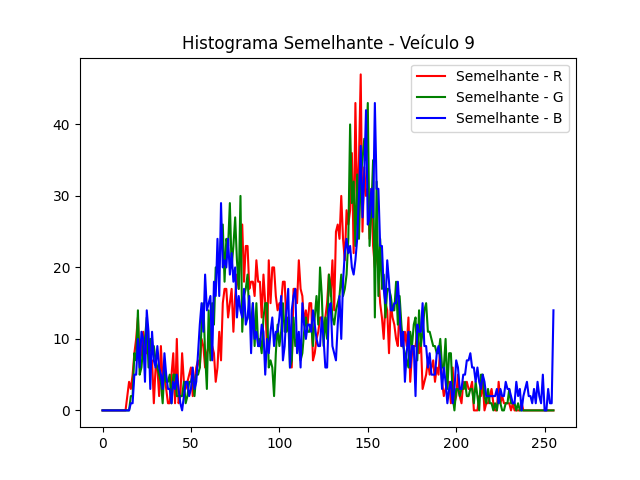 Histograma Semelhante - Veículo 9
Semelhante - R
Semelhante - G
Semelhante - B
40
30
20
10
0
0 50 100 150 200 250